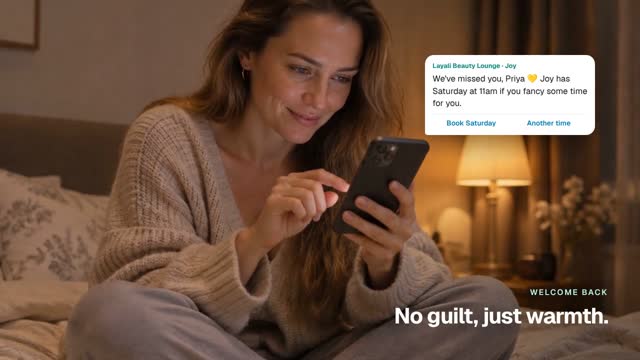 Layali Beauty Lounge · Joy
We've missed you, Priya 💛 Joy has
Saturday at 11am if you fancy some time
for you.
Book Saturday
Another time
WELCOME BACK
No guilt, just warmth.